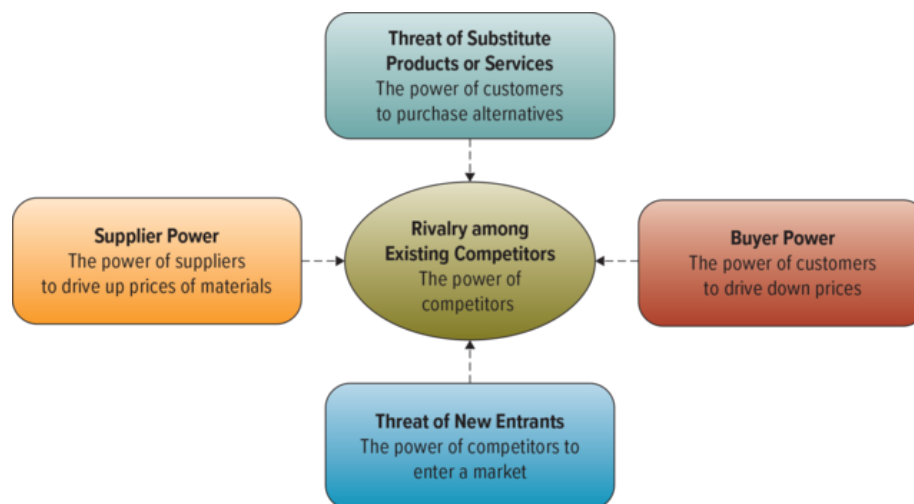 Threat of Substitute
Products or Services
The power of customers
to purchase alternatives
Supplier Power
The power of suppliers
to drive up prices of materials
Rivalry among
Existing Competitors
The power of
competitors
Buyer Power
The power of customers
to drive down prices
Threat of New Entrants
The power of competitors to
enter a market